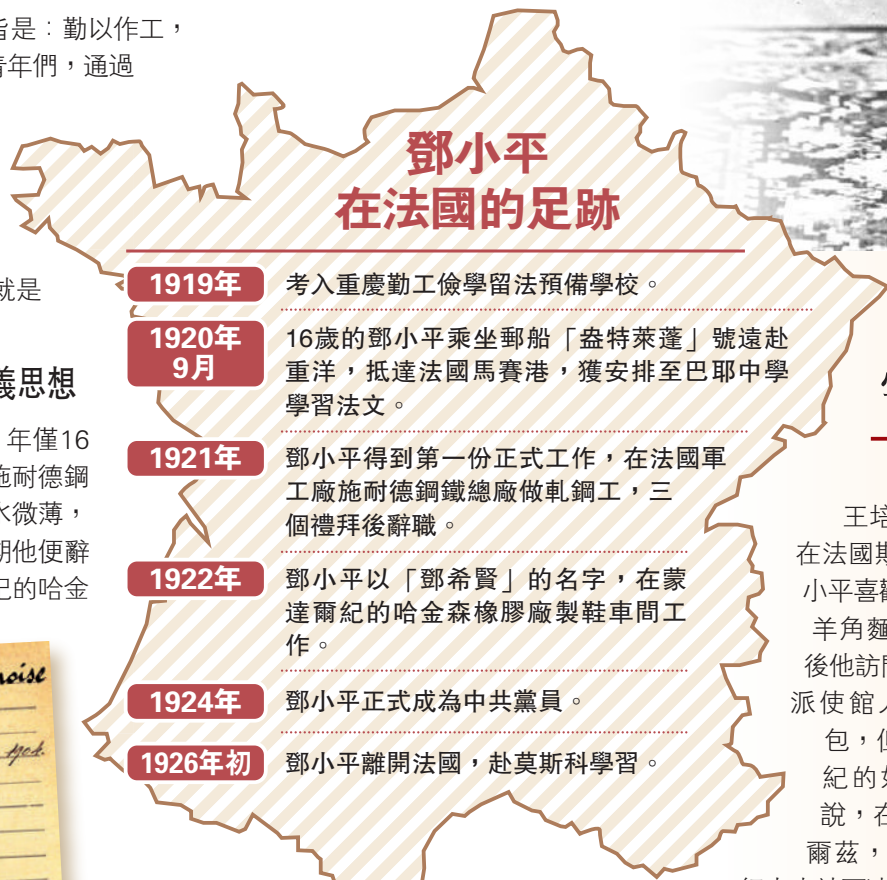 皆是：勤以作工，
青年們，通過
就是
義思想
年僅16
施耐德鋼
水微薄，
期他便辭
紀的哈金
noise
1904.
鄧小平
在法國的足跡
1919年
考入重慶勤工儉學留法預備學校。
1920年
9月
16歲的鄧小平乘坐郵船「盎特萊蓬」號遠赴
重洋，抵達法國馬賽港，獲安排至巴耶中學
學習法文。
1921年
鄧小平得到第一份正式工作，在法國軍
工廠施耐德鋼鐵總廠做軋鋼工，三
個禮拜後辭職。
1922年
鄧小平以「鄧希賢」的名字，在蒙
達爾紀的哈金森橡膠廠製鞋車間工
作。
1924年
鄧小平正式成為中共黨員。
1926年初
鄧小平離開法國，赴莫斯科學習。
王培
在法國斯
小平喜歡
羊角麵
後他訪問
派使館人
包，但
紀的如
說，在
爾茲，